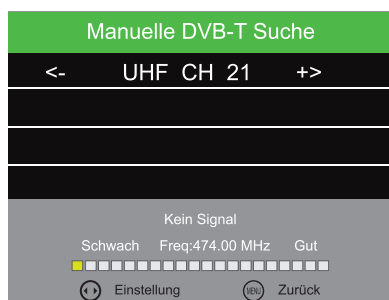 Manuelle DVB-T Suche
<- UHF CH 21 +>
Kein Signal
Schwach Freq:474.00 MHz Gut
Einstellung MENU Zurück